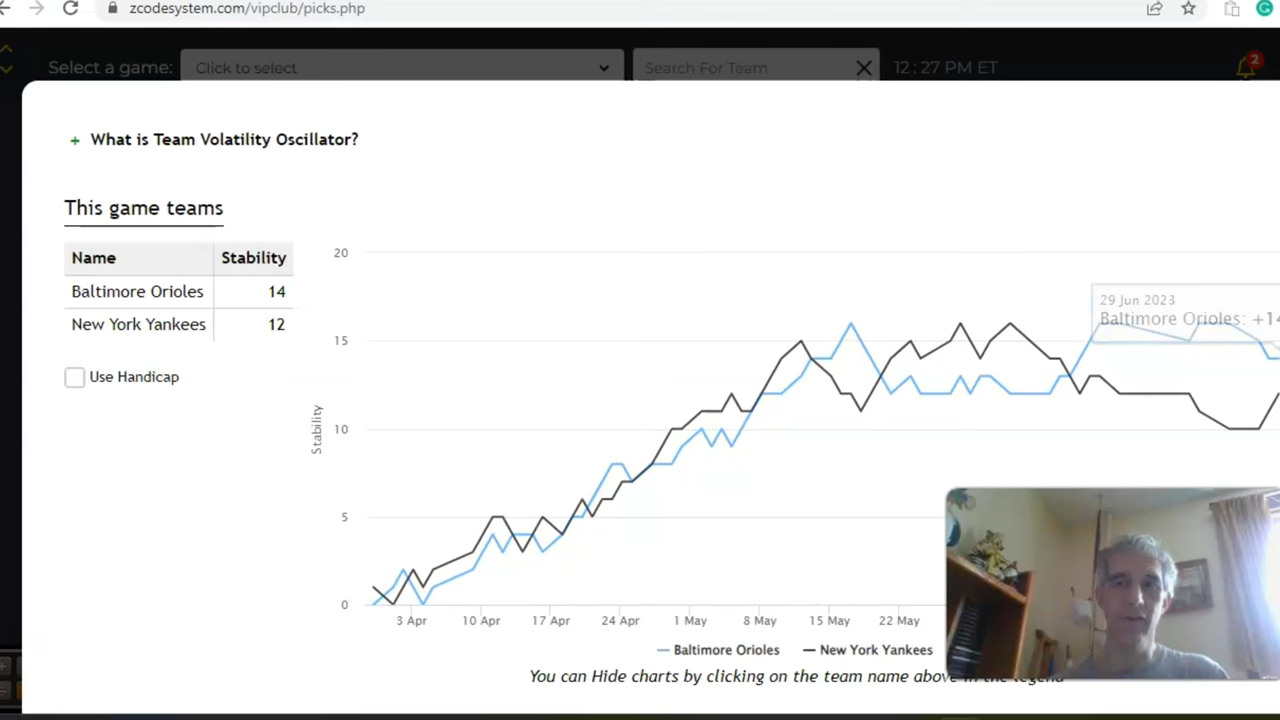 zcodesystem.com/vipclub/picks.php
Select a game: Click to select Search For Team 12:27 PM ET 2
+ What is Team Volatility Oscillator?
This game teams
Name Stability
Baltimore Orioles 14
New York Yankees 12
Use Handicap
Stability
20
15
10
5
0
29 Jun 2023
Baltimore Orioles: +14
3 Apr 10 Apr 17 Apr 24 Apr 1 May 8 May 15 May 22 May
Baltimore Orioles New York Yankees
You can Hide charts by clicking on the team name above in the legend